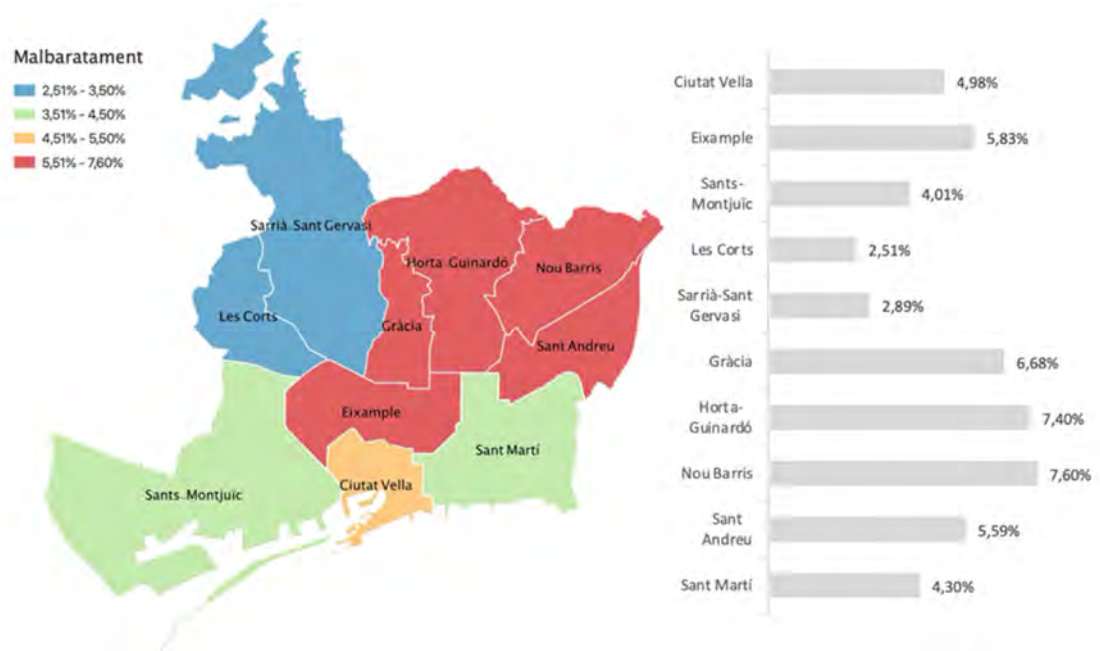 Malbaratament
2,51% - 3,50%
3,51% - 4,50%
4,51% - 5,50%
5,51% - 7,60%
Sarrià-Sant Gervasi
Horta-Guinardó
Nou Barris
Les Corts
Gràcia
Sant Andreu
Eixample
Sant Martí
Ciutat Vella
Sants-Montjuïc
Ciutat Vella
4,98%
Eixample
5,83%
Sants-
Montjuïc
4,01%
Les Corts
2,51%
Sarrià-Sant
Gervasi
2,89%
Gràcia
6,68%
Horta-
Guinardó
7,40%
Nou Barris
7,60%
Sant
Andreu
5,59%
Sant Martí
4,30%